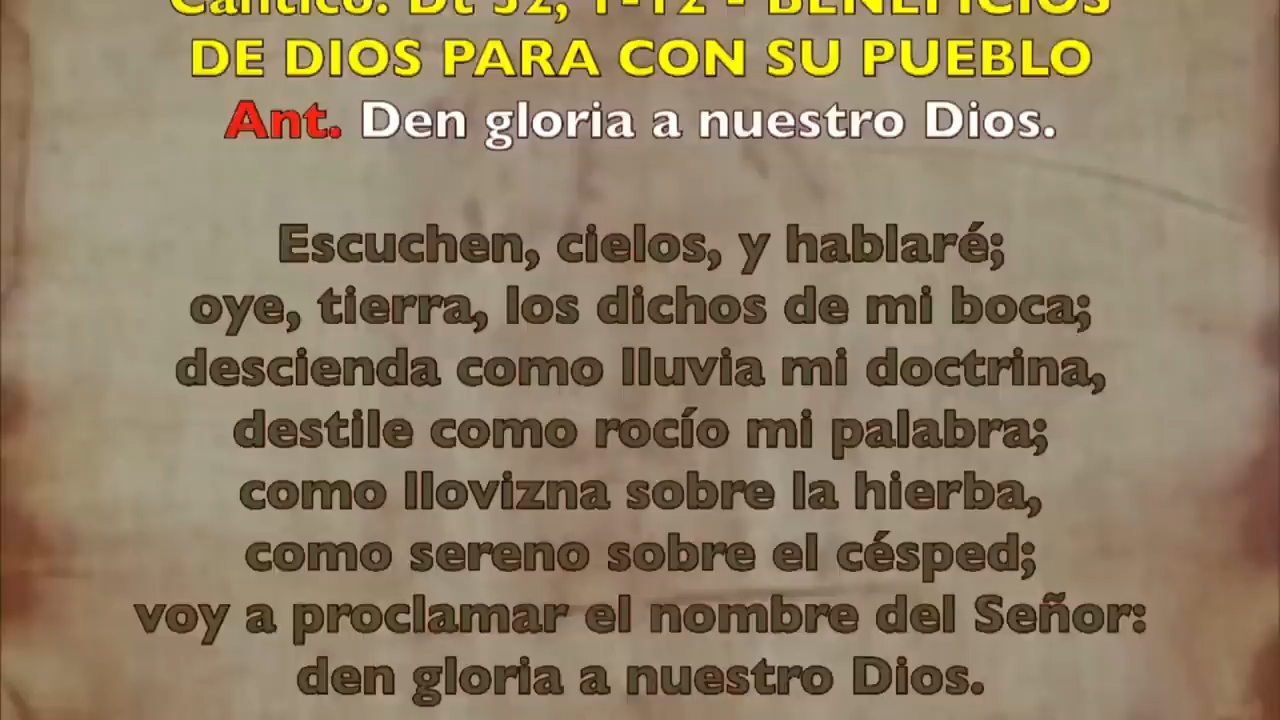 Cántico: Dt 32, 1-12 - BENEFICIOS
DE DIOS PARA CON SU PUEBLO
Ant. Den gloria a nuestro Dios.
Escuchen, cielos, y hablaré;
oye, tierra, los dichos de mi boca;
descienda como lluvia mi doctrina,
destile como rocío mi palabra;
como llovizna sobre la hierba,
como sereno sobre el césped;
voy a proclamar el nombre del Señor:
den gloria a nuestro Dios.